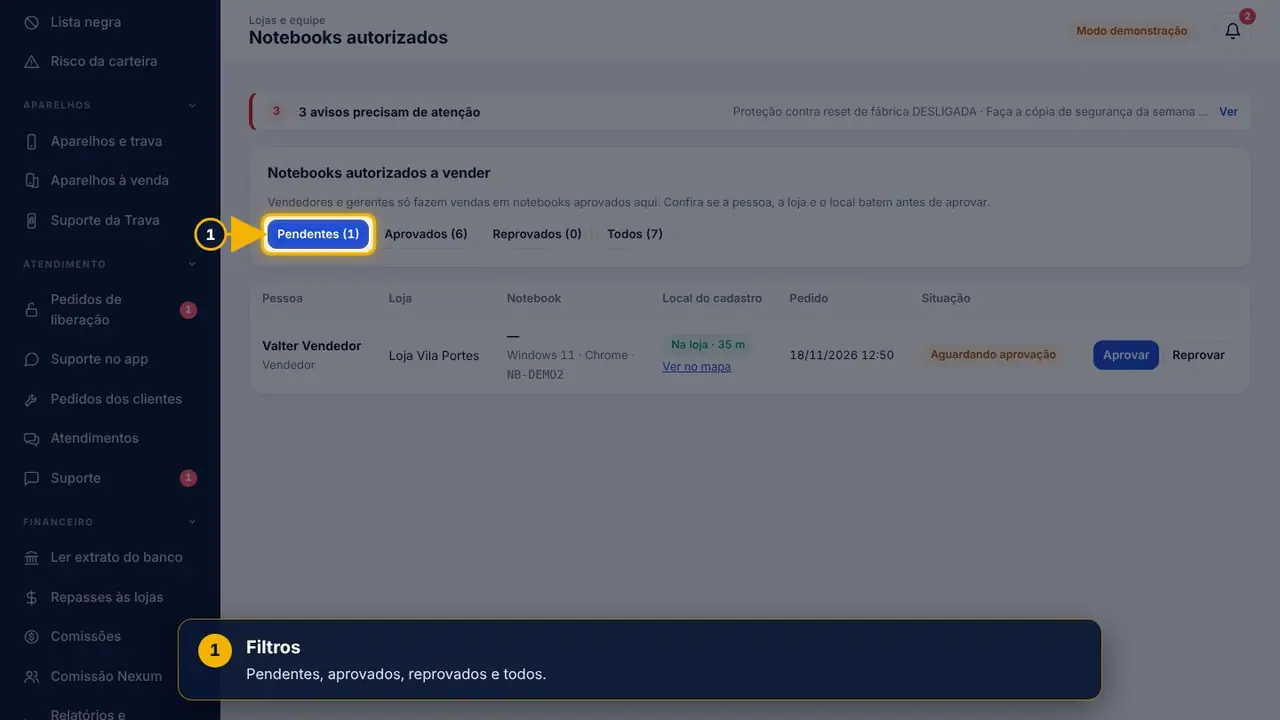 Lista negra
Risco da carteira
APARELHOS
Aparelhos e trava
Aparelhos à venda
Suporte da Trava
ATENDIMENTO
Pedidos de
liberação
1
Suporte no app
Pedidos dos clientes
Atendimentos
Suporte
1
FINANCEIRO
Ler extrato do banco
Repasses às lojas
Comissões
Comissão Nexum
Relatórios e
Lojas e equipe
Notebooks autorizados
Modo demonstração
2
3
3 avisos precisam de atenção
Proteção contra reset de fábrica DESLIGADA · Faça a cópia de segurança da semana ...
Ver
Notebooks autorizados a vender
Vendedores e gerentes só fazem vendas em notebooks aprovados aqui. Confira se a pessoa, a loja e o local batem antes de aprovar.
1
Pendentes (1)
Aprovados (6)
Reprovados (0)
Todos (7)
Pessoa
Loja
Notebook
Local do cadastro
Pedido
Situação
Valter Vendedor
Vendedor
Loja Vila Portes
—
Windows 11 · Chrome ·
NB-DEMO2
Na loja · 35 m
Ver no mapa
18/11/2026 12:50
Aguardando aprovação
Aprovar
Reprovar
1
Filtros
Pendentes, aprovados, reprovados e todos.